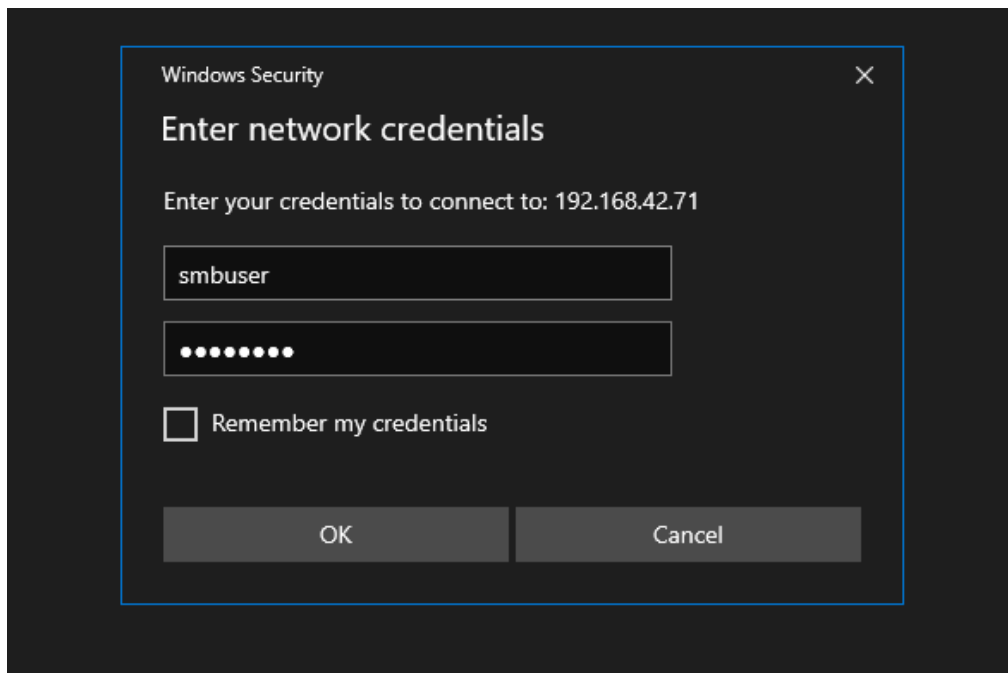 Windows Security
Enter network credentials
Enter your credentials to connect to: 192.168.42.71
smbuser
••••••••
Remember my credentials
OK
Cancel